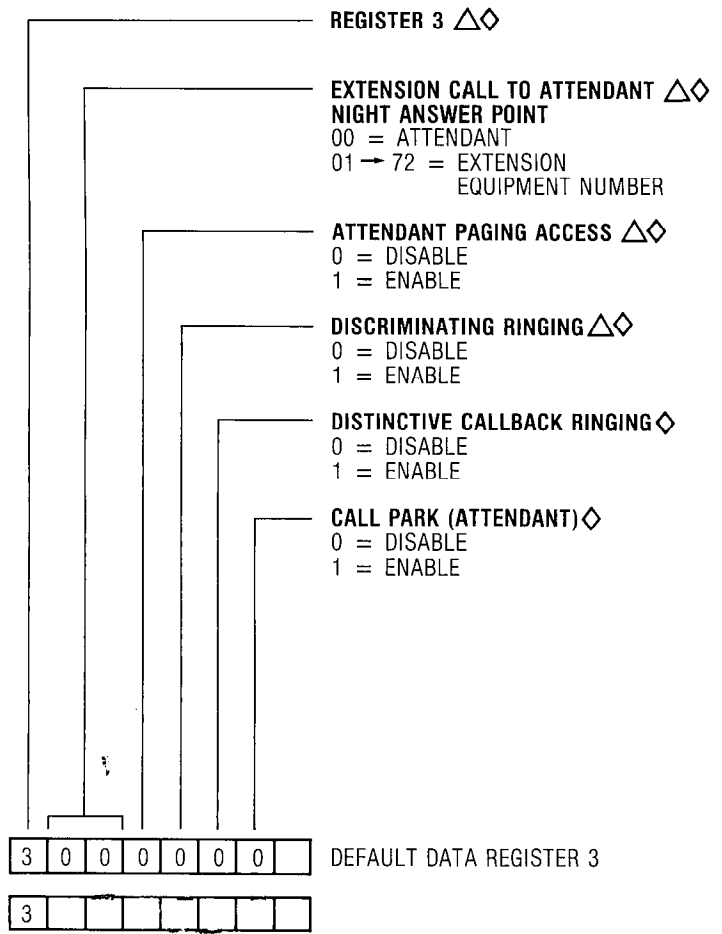 REGISTER 3 △◇
EXTENSION CALL TO ATTENDANT △◇
NIGHT ANSWER POINT
00 = ATTENDANT
01 → 72 = EXTENSION
EQUIPMENT NUMBER
ATTENDANT PAGING ACCESS △◇
0 = DISABLE
1 = ENABLE
DISCRIMINATING RINGING △◇
0 = DISABLE
1 = ENABLE
DISTINCTIVE CALLBACK RINGING ◇
0 = DISABLE
1 = ENABLE
CALL PARK (ATTENDANT) ◇
0 = DISABLE
1 = ENABLE
3 0 0 0 0 0 0 DEFAULT DATA REGISTER 3
3